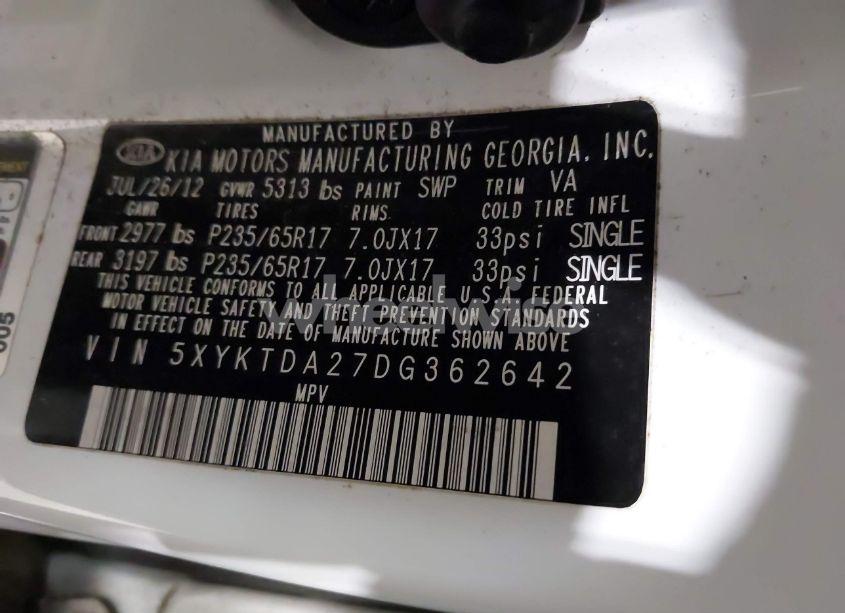 MANUFACTURED BY
KIA KIA MOTORS MANUFACTURING GEORGIA, INC.
JUL/26/12 GVWR 5313 lbs PAINT SWP TRIM VA
GAWR TIRES RIMS COLD TIRE INFL
FRONT 2977 lbs P235/65R17 7.0JX17 33psi SINGLE
REAR 3197 lbs P235/65R17 7.0JX17 33psi SINGLE
THIS VEHICLE CONFORMS TO ALL APPLICABLE U.S.A. FEDERAL
MOTOR VEHICLE SAFETY AND THEFT PREVENTION STANDARDS
IN EFFECT ON THE DATE OF MANUFACTURE SHOWN ABOVE.
VIN 5XYKTDA27DG362642
MPV
005